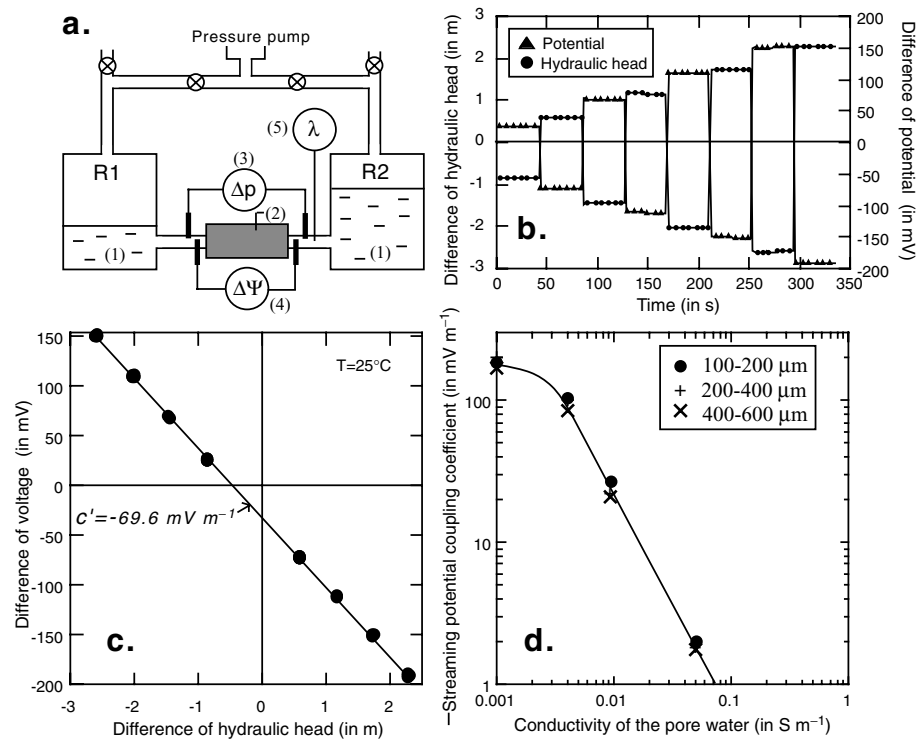 a.
Pressure pump
R1
R2
(5)
λ
(3)
Δp
(2)
(1)
(1)
ΔΨ
(4)
b.
Difference of hydraulic head (in m)
3
2
1
0
-1
-2
-3
Potential
Hydraulic head
200
150
100
50
0
-50
-100
-150
-200
Difference of potential (in mV)
0 50 100 150 200 250 300 350
Time (in s)
c.
Difference of voltage (in mV)
150
100
50
0
-50
-100
-150
-200
T=25°C
c'=-69.6 mV m⁻¹
-3 -2 -1 0 1 2
Difference of hydraulic head (in m)
d.
−Streaming potential coupling coefficient (in mV m⁻¹)
100
10
1
100-200 μm
200-400 μm
400-600 μm
0.001 0.01 0.1 1
Conductivity of the pore water (in S m⁻¹)